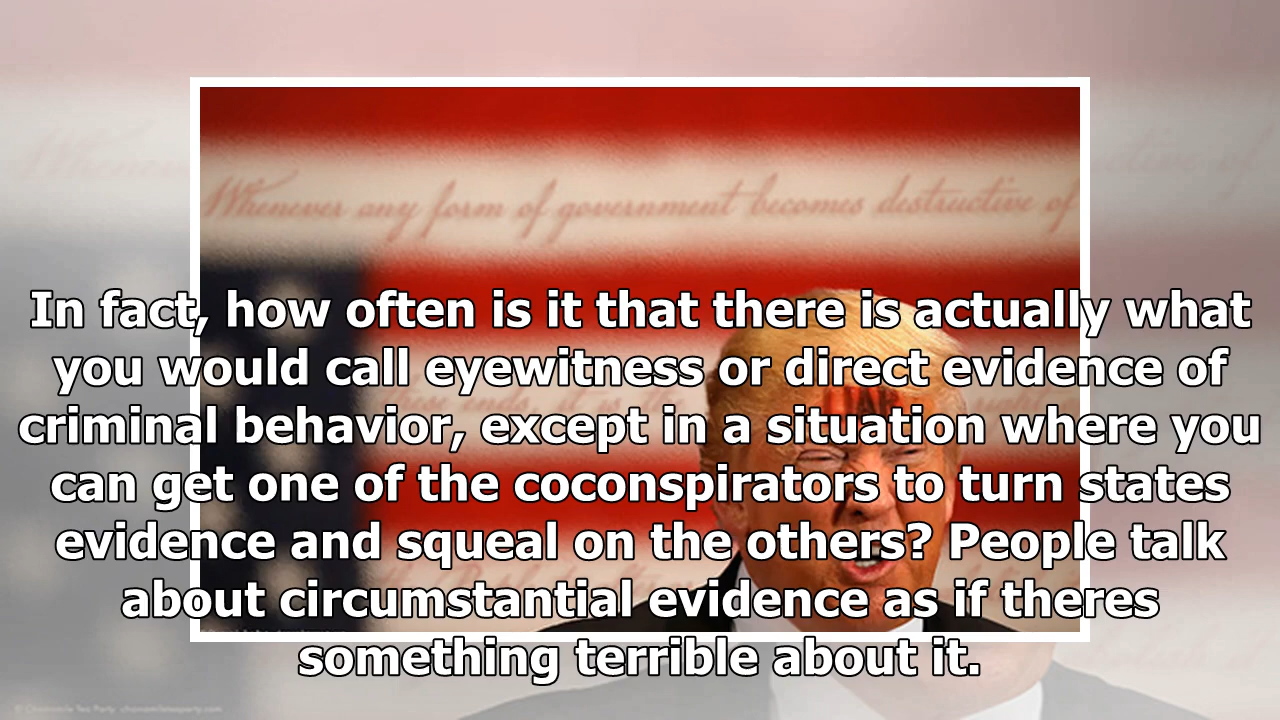 Whenever any form of government becomes destructive of
In fact, how often is it that there is actually what
you would call eyewitness or direct evidence of
criminal behavior, except in a situation where you
can get one of the coconspirators to turn states
evidence and squeal on the others? People talk
about circumstantial evidence as if theres
something terrible about it.